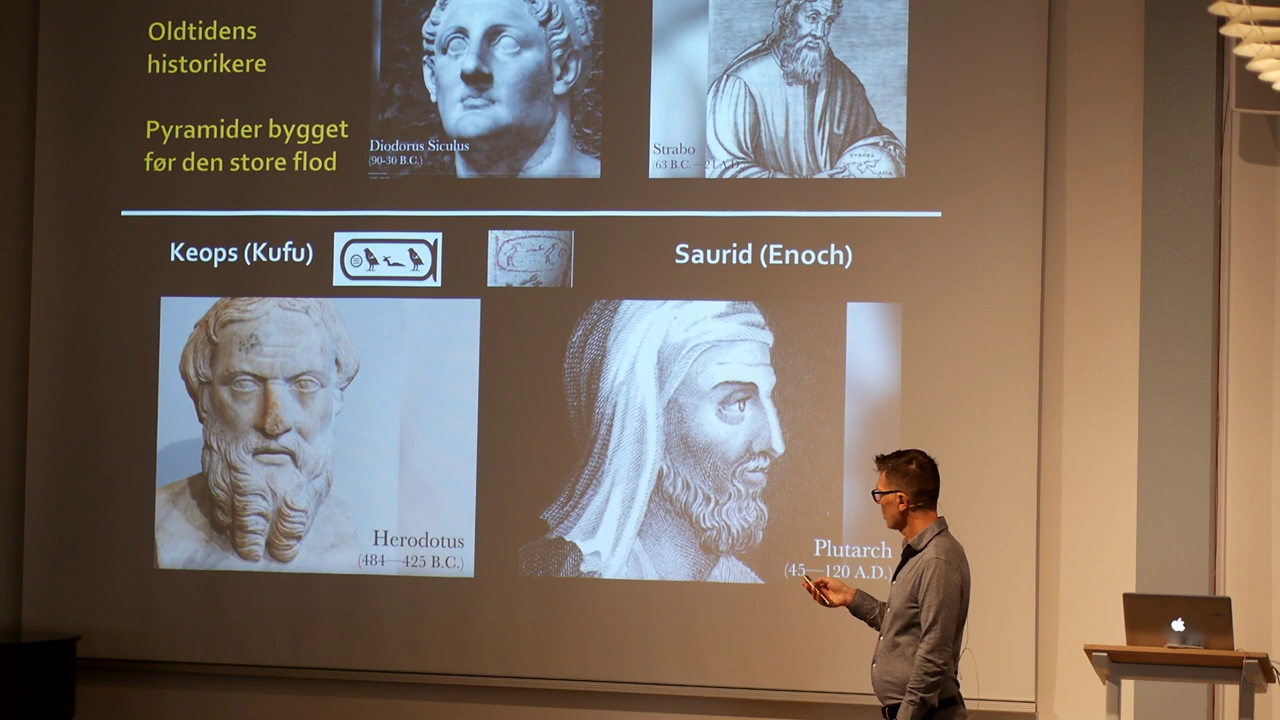 Oldtidens
historikere
Pyramider bygget
før den store flod
Diodorus Siculus
(90-30 B.C.)
Strabo
(63 B.C.—21 A.D.)
Keops (Kufu)
Saurid (Enoch)
Herodotus
(484—425 B.C.)
Plutarch
(45—120 A.D.)